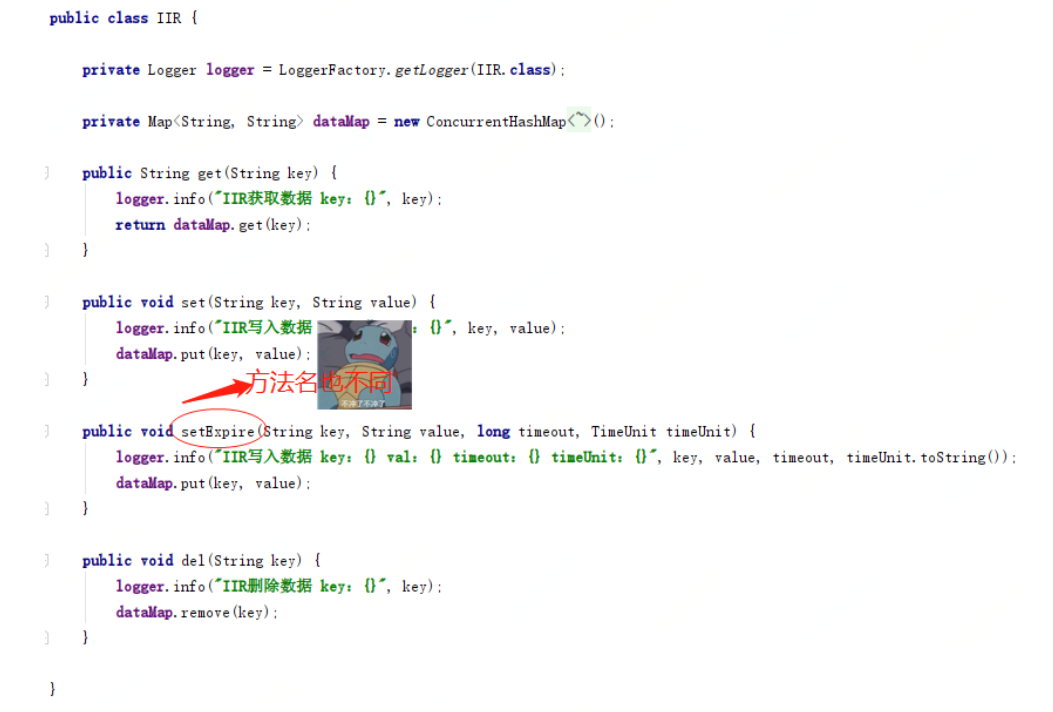 public class IIR {
private Logger logger = LoggerFactory.getLogger(IIR.class);
private Map<String, String> dataMap = new ConcurrentHashMap<~>();
public String get(String key) {
logger.info("IIR获取数据 key: {}", key);
return dataMap.get(key);
}
public void set(String key, String value) {
logger.info("IIR写入数据 : {}", key, value);
dataMap.put(key, value);
}
方法名也不同
不冲了不冲了
public void setExpire(String key, String value, long timeout, TimeUnit timeUnit) {
logger.info("IIR写入数据 key: {} val: {} timeout: {} timeUnit: {}", key, value, timeout, timeUnit.toString());
dataMap.put(key, value);
}
public void del(String key) {
logger.info("IIR删除数据 key: {}", key);
dataMap.remove(key);
}
}